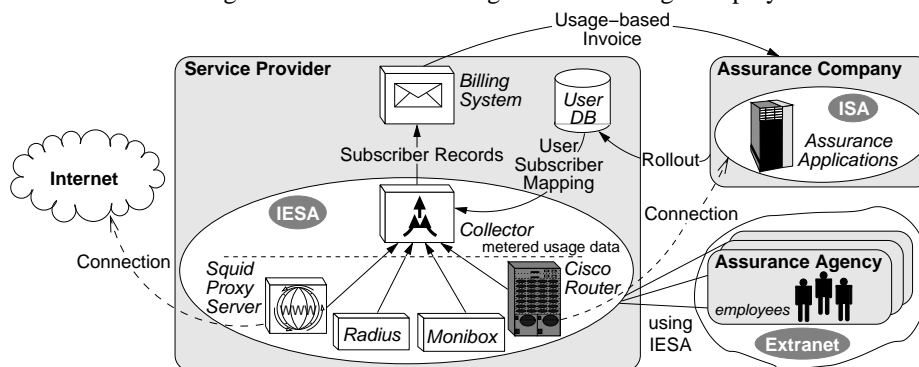 Usage-based
Invoice
Service Provider
Billing
System
User
DB
Assurance Company
ISA
Assurance
Applications
Subscriber Records
User
Subscriber
Mapping
Rollout
Internet
IESA
Collector
metered usage data
Connection
Connection
Squid
Proxy
Server
WWW
Cisco
Router
Radius
Monibox
Assurance Agency
employees
using
IESA
Extranet